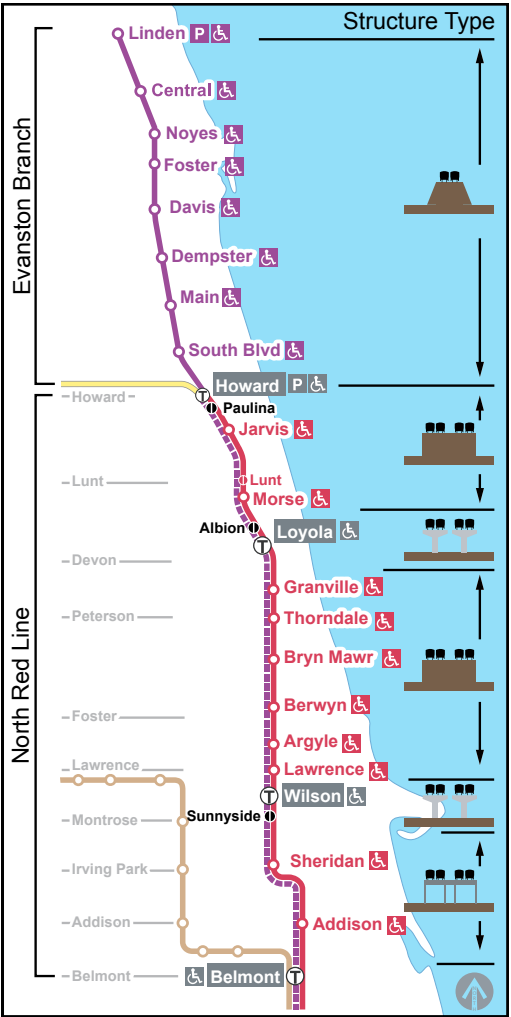 Structure Type
Evanston Branch
Linden P
Central
Noyes
Foster
Davis
Dempster
Main
South Blvd
T Howard P
North Red Line
Howard
Paulina
Jarvis
Lunt
Lunt
Morse
Albion
T Loyola
Devon
Granville
Peterson
Thorndale
Bryn Mawr
Foster
Berwyn
Argyle
Lawrence
Lawrence
T Wilson
Montrose
Sunnyside
Irving Park
Sheridan
Addison
Addison
Belmont
Belmont T